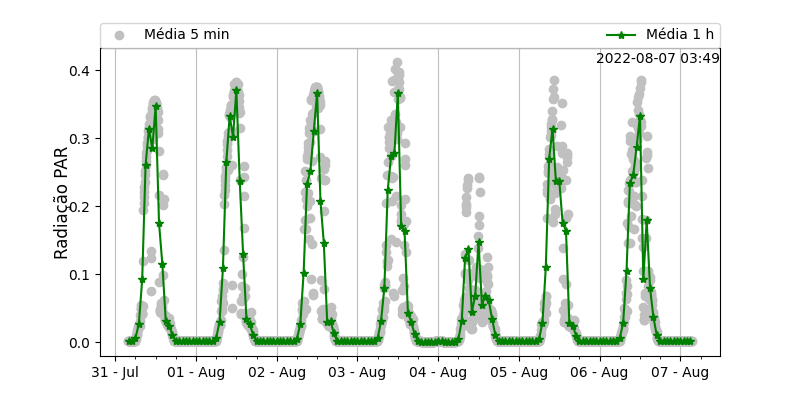 Média 5 min
Média 1 h
2022-08-07 03:49
Radiação PAR
0.4
0.3
0.2
0.1
0.0
31 - Jul
01 - Aug
02 - Aug
03 - Aug
04 - Aug
05 - Aug
06 - Aug
07 - Aug